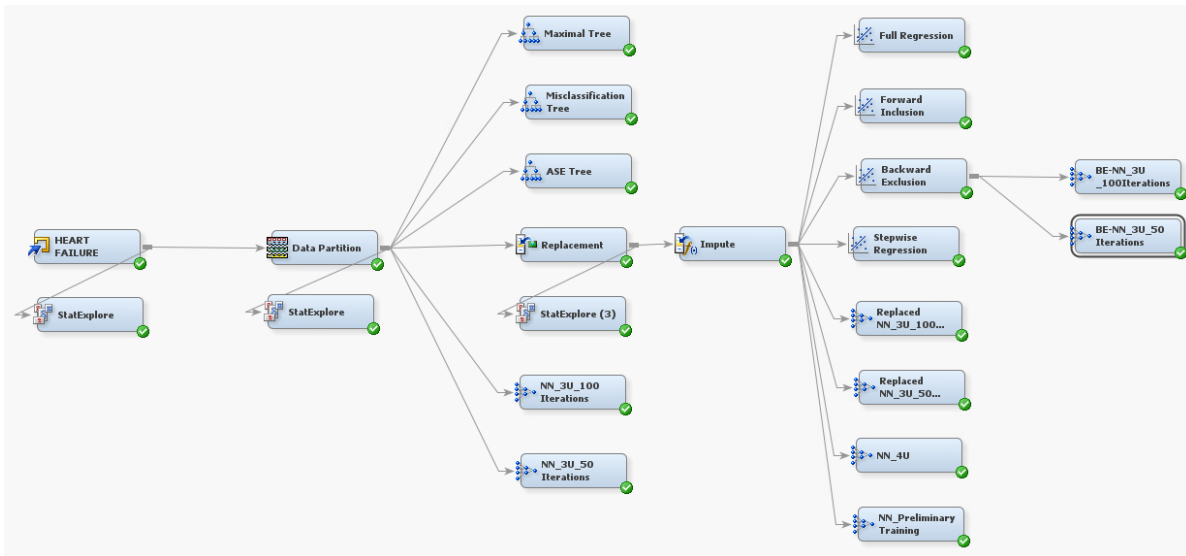 HEART
FAILURE
StatExplore
Data Partition
StatExplore
Maximal Tree
Misclassification
Tree
ASE Tree
Replacement
StatExplore (3)
NN_3U_100
Iterations
NN_3U_50
Iterations
Impute
Full Regression
Forward
Inclusion
Backward
Exclusion
Stepwise
Regression
Replaced
NN_3U_100...
Replaced
NN_3U_50...
NN_4U
NN_Preliminary
Training
BE-NN_3U
_100Iterations
BE-NN_3U_50
Iterations